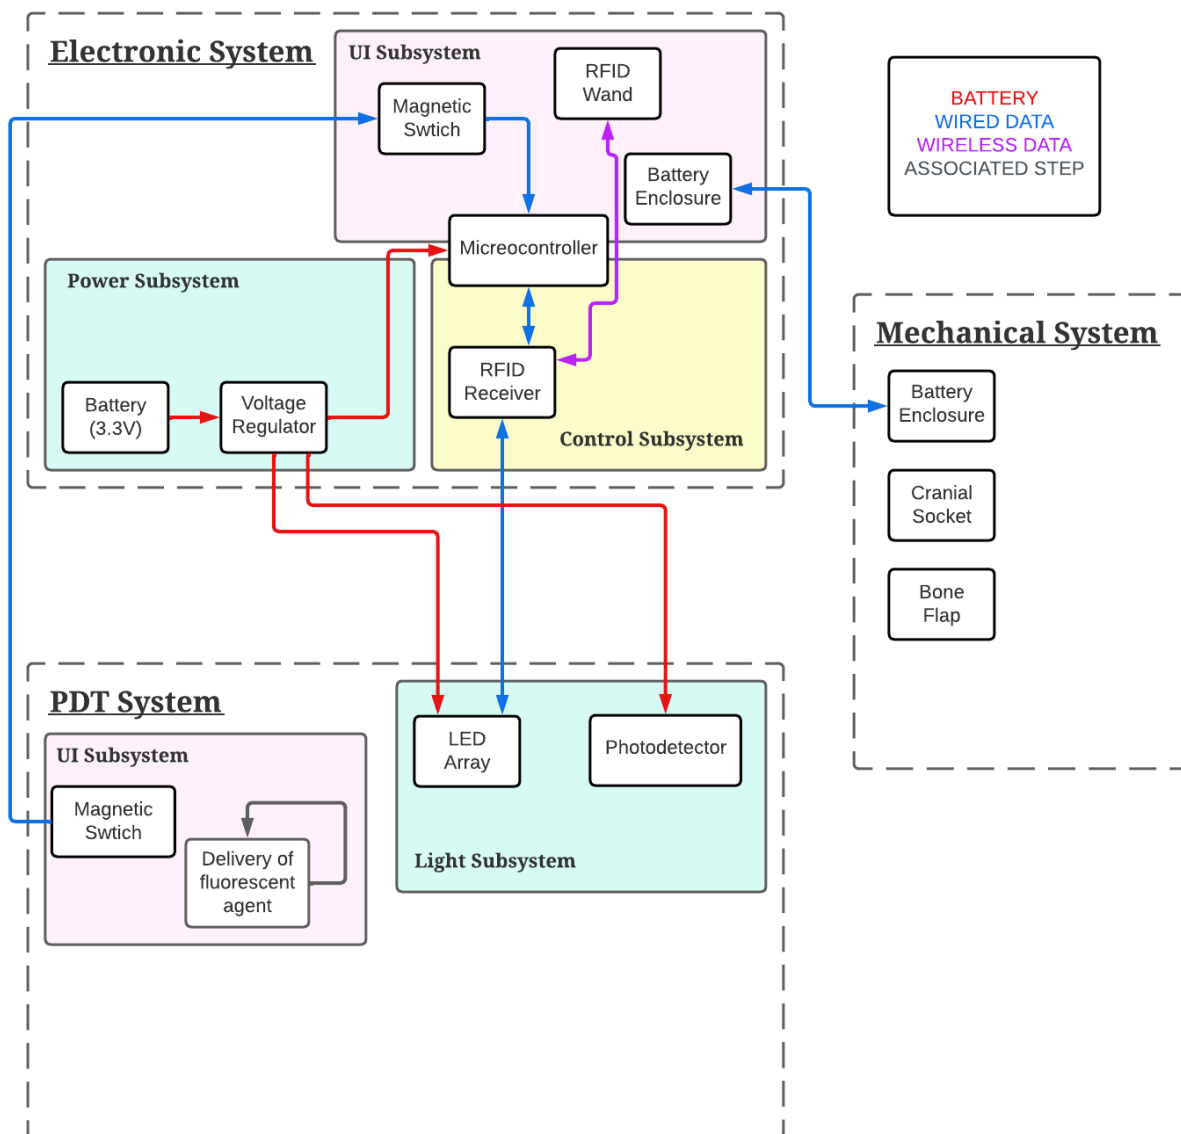 Electronic System
UI Subsystem
RFID
Wand
Magnetic
Swtich
Battery
Enclosure
Micreocontroller
BATTERY
WIRED DATA
WIRELESS DATA
ASSOCIATED STEP
Power Subsystem
Battery
(3.3V)
Voltage
Regulator
RFID
Receiver
Control Subsystem
Mechanical System
Battery
Enclosure
Cranial
Socket
Bone
Flap
PDT System
UI Subsystem
Magnetic
Swtich
Delivery of
fluorescent
agent
LED
Array
Photodetector
Light Subsystem